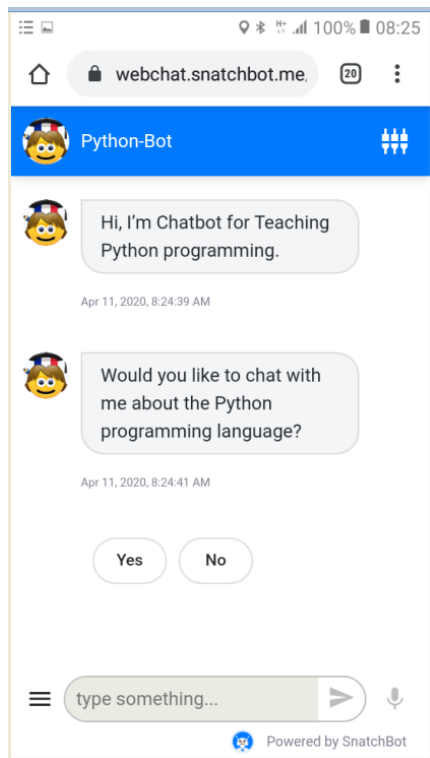 100% 08:25
webchat.snatchbot.me
20
Python-Bot
Hi, I’m Chatbot for Teaching
Python programming.
Apr 11, 2020, 8:24:39 AM
Would you like to chat with
me about the Python
programming language?
Apr 11, 2020, 8:24:41 AM
Yes No
type something...
Powered by SnatchBot